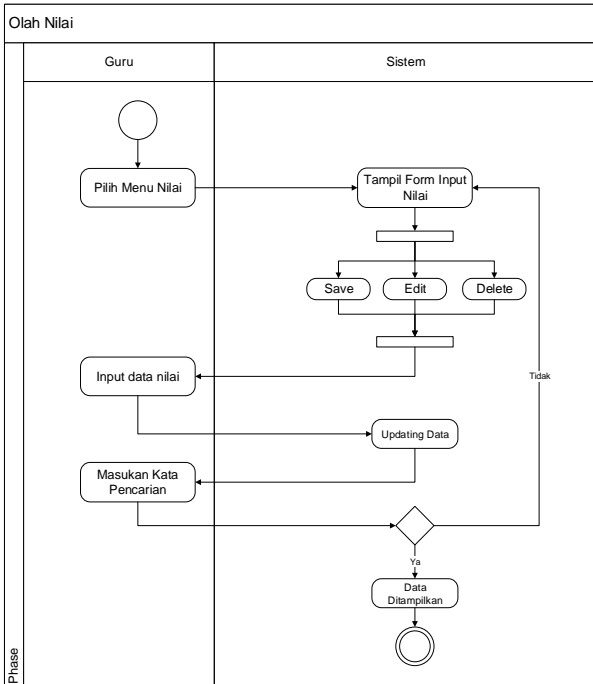 Olah Nilai
Guru
Sistem
Pilih Menu Nilai
Tampil Form Input
Nilai
Save
Edit
Delete
Input data nilai
Tidak
Updating Data
Masukan Kata
Pencarian
Ya
Data
Ditampilkan
Phase